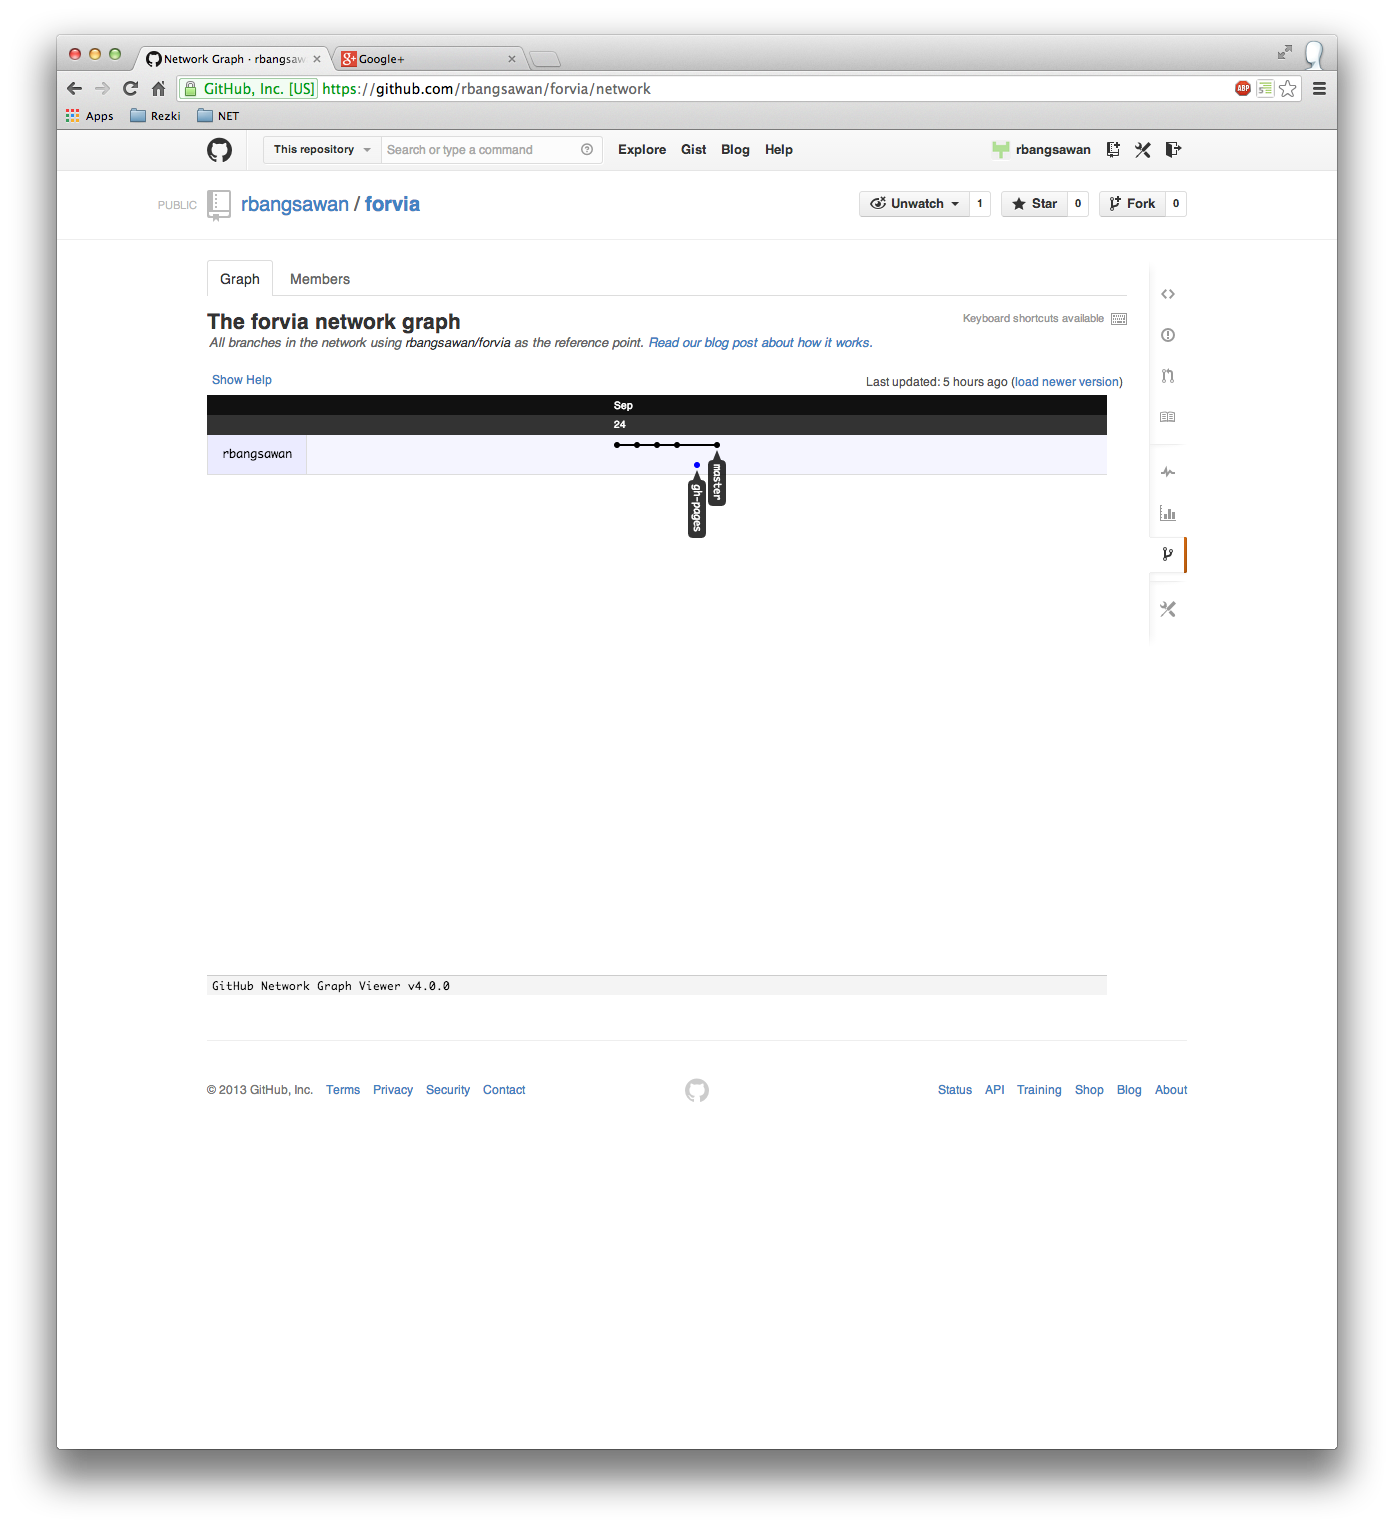 Network Graph · rbangsaw
Google+
GitHub, Inc. [US] https://github.com/rbangsawan/forvia/network
ABP
Apps Rezki NET
This repository Search or type a command Explore Gist Blog Help rbangsawan
PUBLIC rbangsawan / forvia Unwatch 1 Star 0 Fork 0
Graph Members
The forvia network graph Keyboard shortcuts available
All branches in the network using rbangsawan/forvia as the reference point. Read our blog post about how it works.
Show Help Last updated: 5 hours ago (load newer version)
Sep
24
rbangsawan
master
gh-pages
GitHub Network Graph Viewer v4.0.0
© 2013 GitHub, Inc. Terms Privacy Security Contact Status API Training Shop Blog About